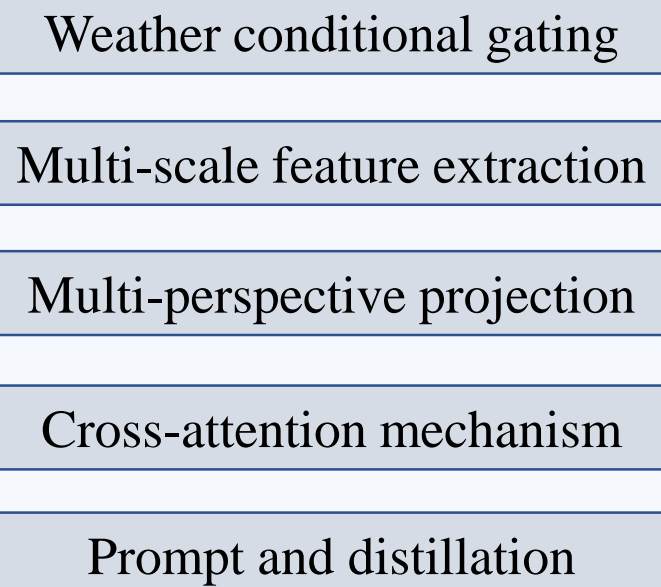 Weather conditional gating
Multi-scale feature extraction
Multi-perspective projection
Cross-attention mechanism
Prompt and distillation